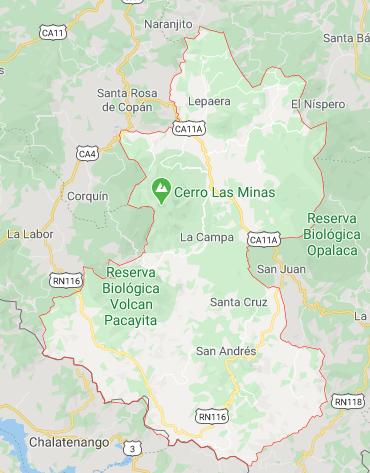 Naranjito
CA11
Santa Bá
Santa Rosa
de Copán
Lepaera
El Níspero
CA11A
CA4
Cerro Las Minas
Corquín
Reserva
Biológica
Opalaca
La Labor
La Campa
CA11A
San Juan
Reserva
Biológica
Volcan
Pacayita
RN116
Santa Cruz
La
San Andrés
RN118
RN116
Chalatenango
3